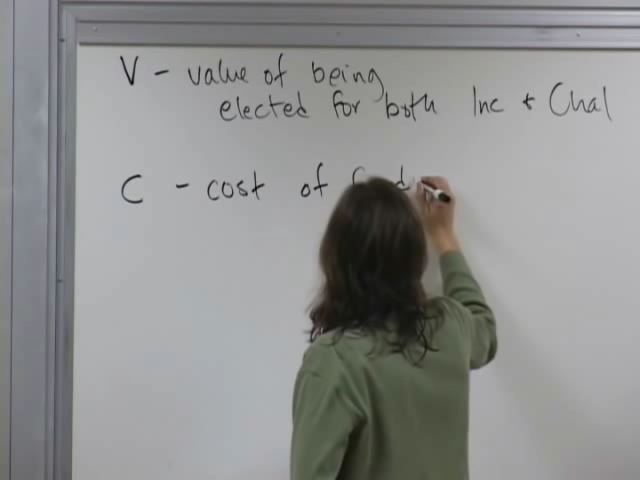 V - value of being
elected for both Inc & Chal
C - cost of